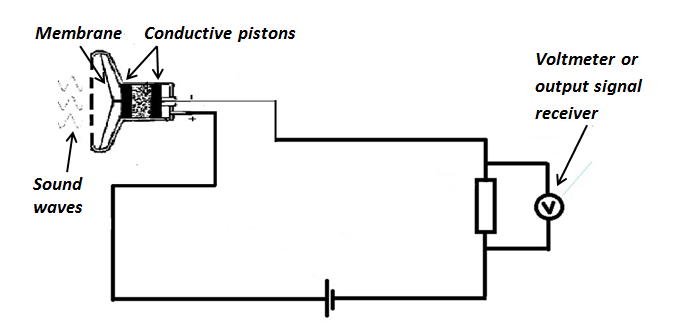 Membrane Conductive pistons
Voltmeter or
output signal
receiver
-
+
Sound
waves
V